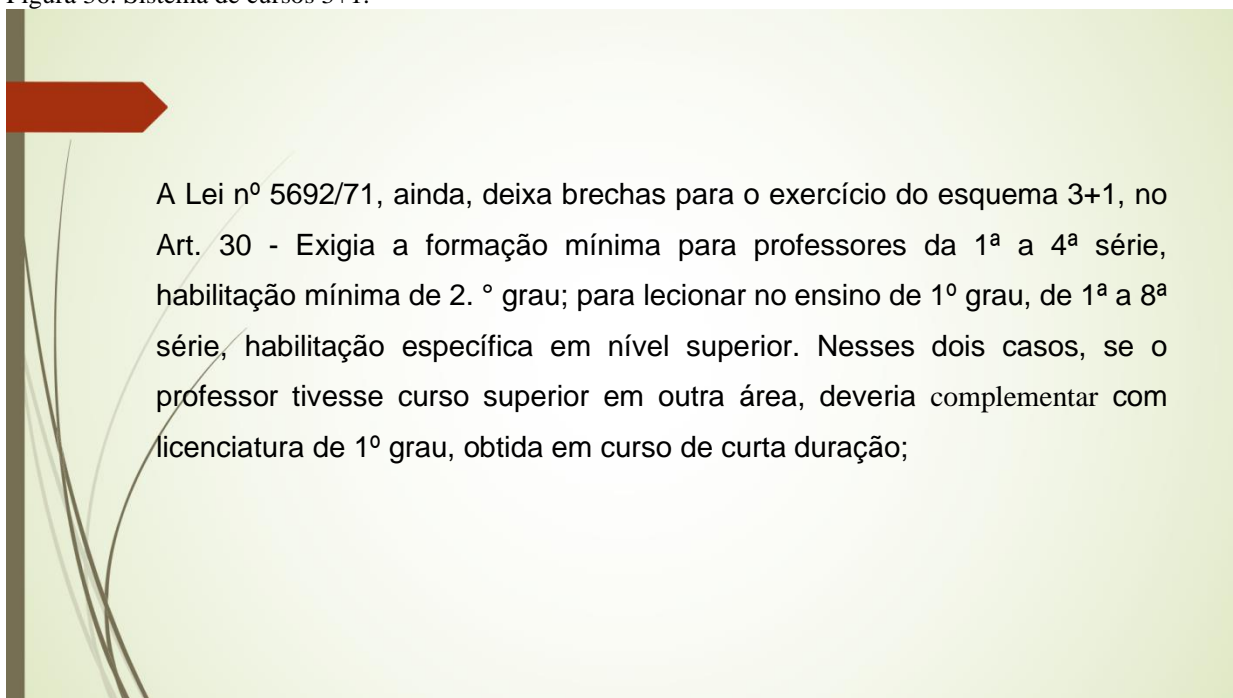 Figura 38. Sistema de cursos 3+1.
A Lei nº 5692/71, ainda, deixa brechas para o exercício do esquema 3+1, no
Art. 30 - Exigia a formação mínima para professores da 1ª a 4ª série,
habilitação mínima de 2. ° grau; para lecionar no ensino de 1º grau, de 1ª a 8ª
série, habilitação específica em nível superior. Nesses dois casos, se o
professor tivesse curso superior em outra área, deveria complementar com
licenciatura de 1º grau, obtida em curso de curta duração;